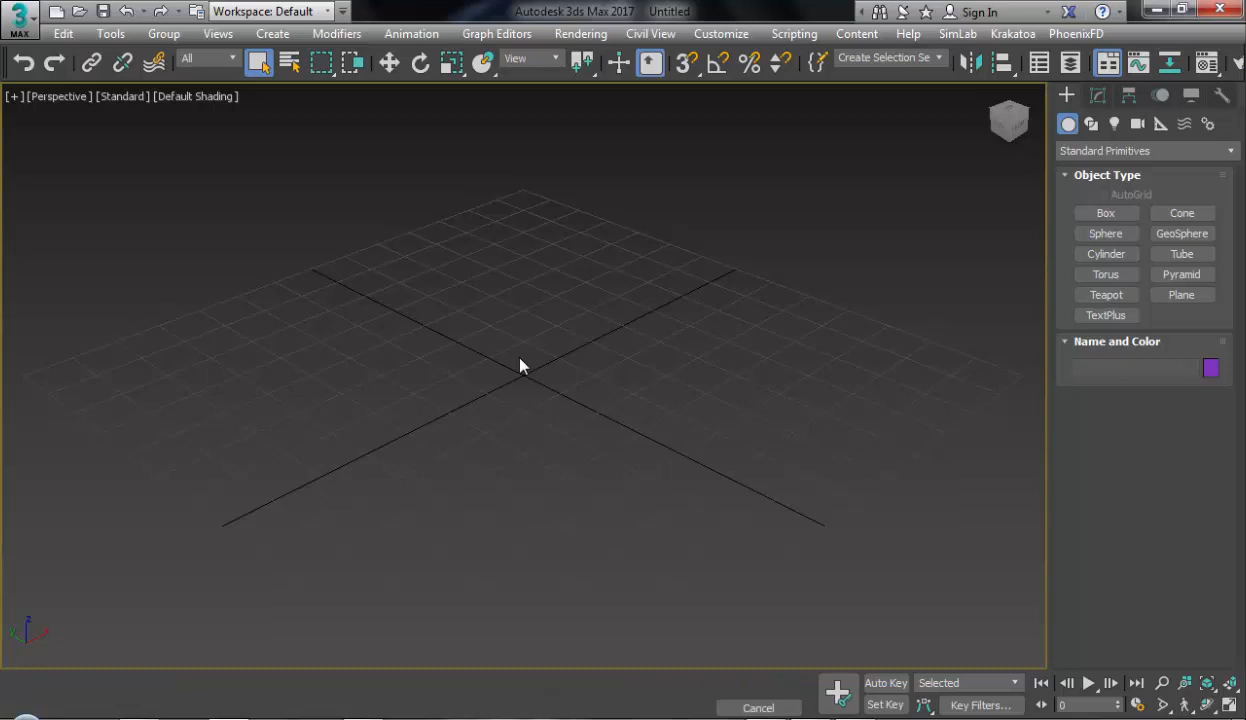 Workspace: Default
Autodesk 3ds Max 2017 Untitled
Sign In
3
MAX
Edit Tools Group Views Create Modifiers Animation Graph Editors Rendering Civil View Customize Scripting Content Help SimLab Krakatoa PhoenixFD
All
View
Create Selection Se
[+] [Perspective] [Standard] [Default Shading]
Standard Primitives
Object Type
AutoGrid
Box Cone
Sphere GeoSphere
Cylinder Tube
Torus Pyramid
Teapot Plane
TextPlus
Name and Color
z
y
x
Auto Key Selected
Cancel
Set Key Key Filters... 0